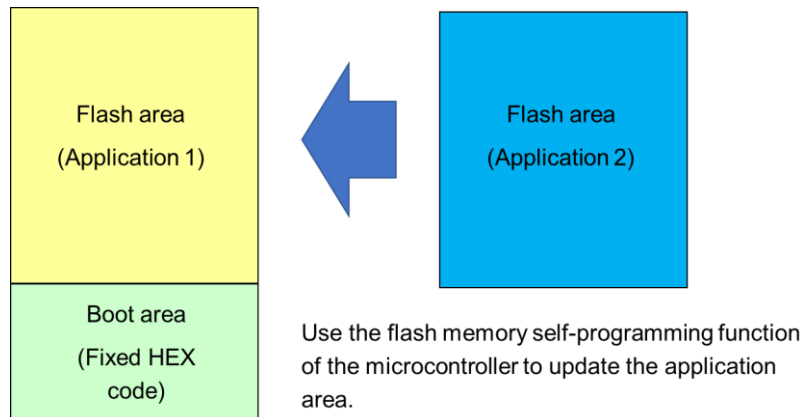 Flash area
(Application 1)
Flash area
(Application 2)
Boot area
(Fixed HEX
code)
Use the flash memory self-programming function
of the microcontroller to update the application
area.